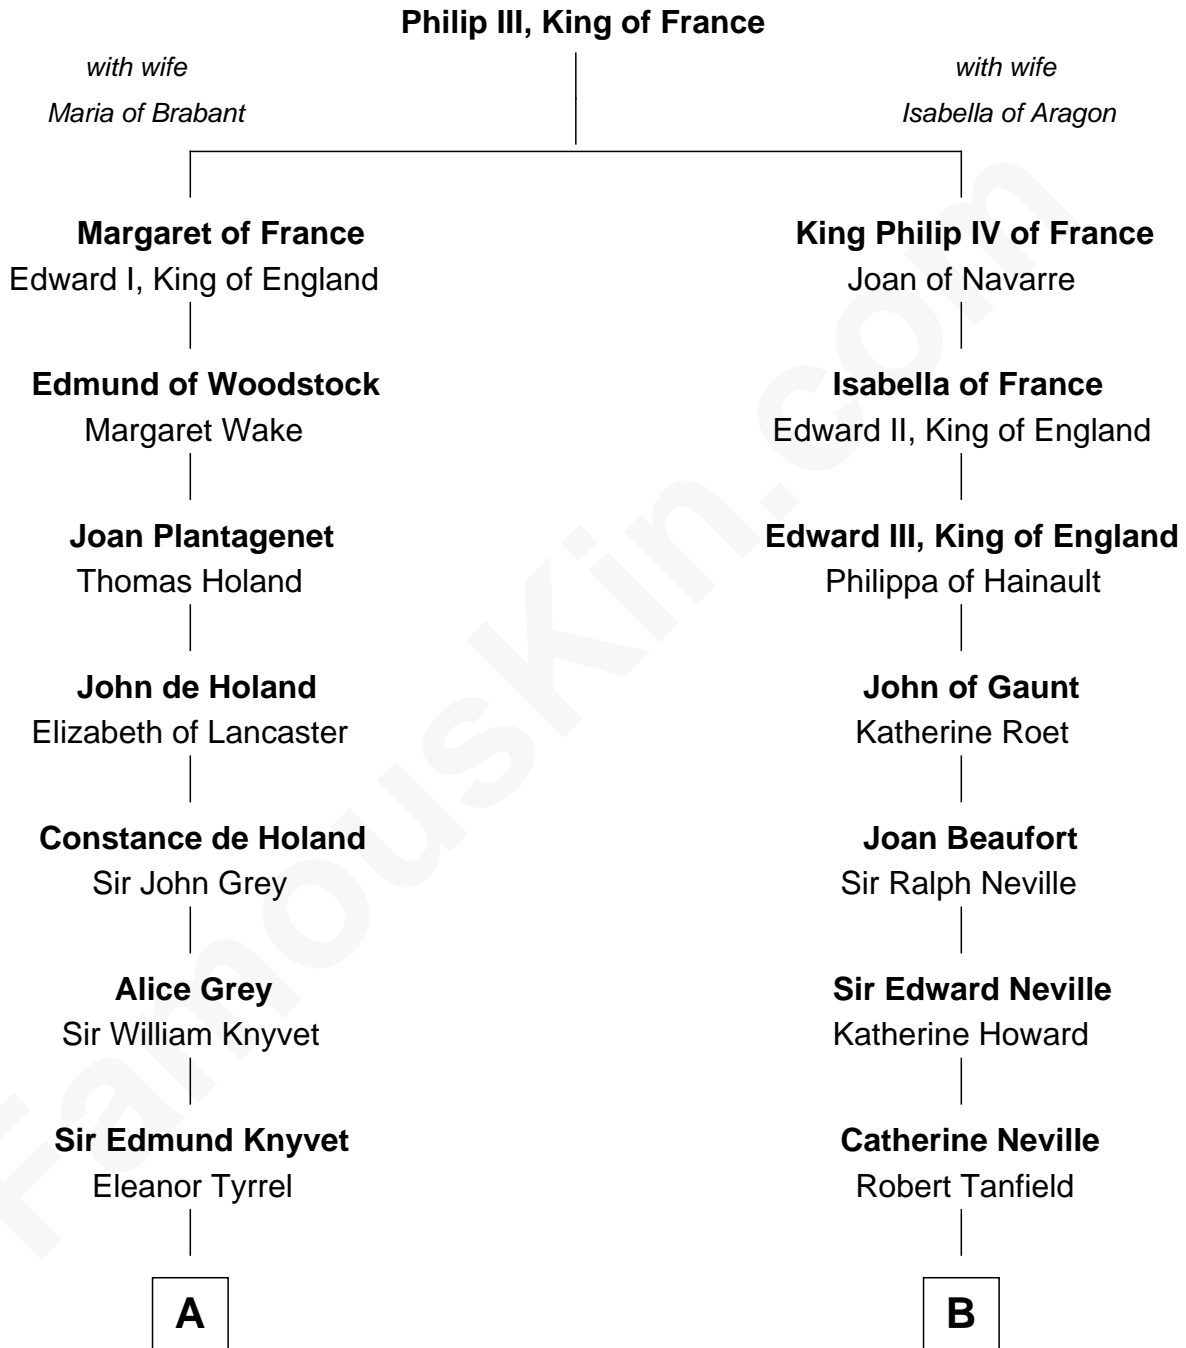 Philip III, King of France
with wife
Maria of Brabant
with wife
Isabella of Aragon
Margaret of France
Edward I, King of England
King Philip IV of France
Joan of Navarre
Edmund of Woodstock
Margaret Wake
Isabella of France
Edward II, King of England
Joan Plantagenet
Thomas Holand
Edward III, King of England
Philippa of Hainault
John de Holand
Elizabeth of Lancaster
John of Gaunt
Katherine Roet
Constance de Holand
Sir John Grey
Joan Beaufort
Sir Ralph Neville
Alice Grey
Sir William Knyvet
Sir Edward Neville
Katherine Howard
Sir Edmund Knyvet
Eleanor Tyrrel
Catherine Neville
Robert Tanfield
A
B
FamousKin.com